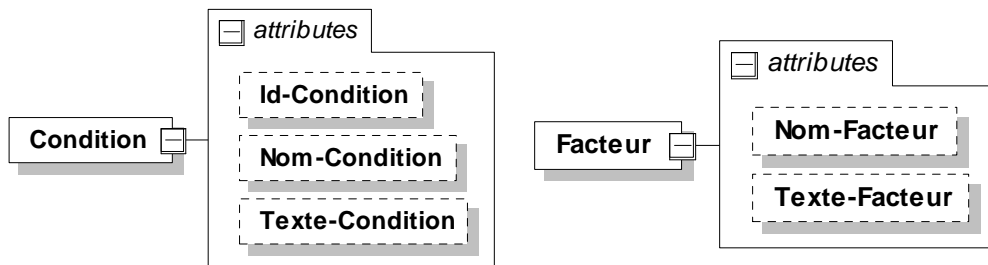 attributes
Id-Condition
Condition
Nom-Condition
Texte-Condition
attributes
Nom-Facteur
Facteur
Texte-Facteur